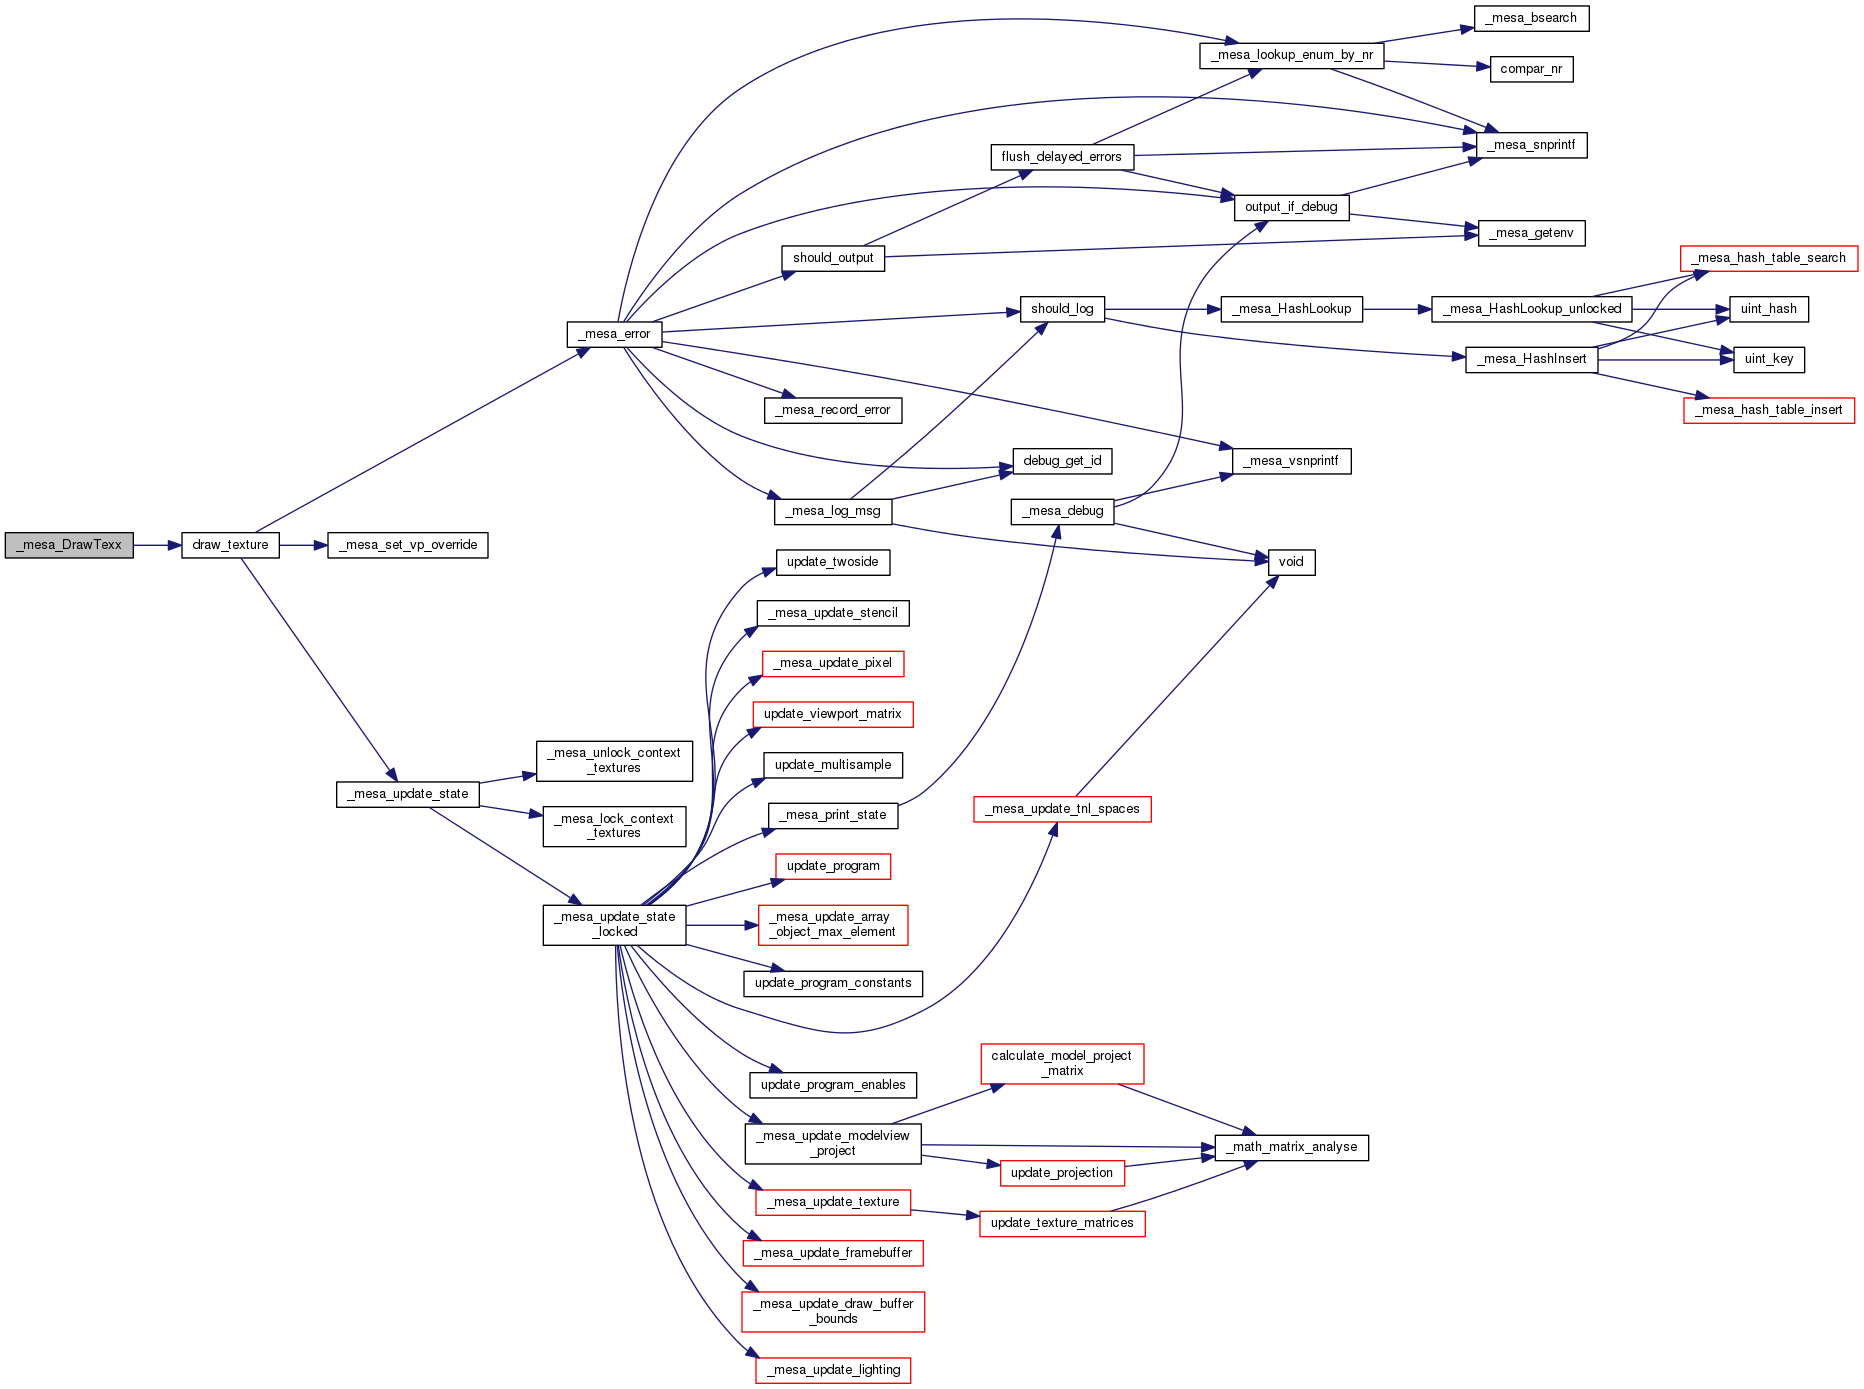 _mesa_DrawTexx
draw_texture
_mesa_error
_mesa_set_vp_override
_mesa_update_state
_mesa_lookup_enum_by_nr
_mesa_bsearch
compar_nr
_mesa_snprintf
flush_delayed_errors
output_if_debug
_mesa_getenv
should_output
should_log
_mesa_HashLookup
_mesa_HashLookup_unlocked
_mesa_hash_table_search
uint_hash
uint_key
_mesa_HashInsert
_mesa_hash_table_insert
_mesa_record_error
_mesa_vsnprintf
debug_get_id
_mesa_log_msg
_mesa_debug
void
update_twoside
_mesa_update_stencil
_mesa_update_pixel
update_viewport_matrix
update_multisample
_mesa_print_state
_mesa_update_tnl_spaces
_mesa_unlock_context
_textures
_mesa_lock_context
_textures
_mesa_update_state
_locked
update_program
_mesa_update_array
_object_max_element
update_program_constants
update_program_enables
_mesa_update_modelview
_project
calculate_model_project
_matrix
_math_matrix_analyse
update_projection
_mesa_update_texture
update_texture_matrices
_mesa_update_framebuffer
_mesa_update_draw_buffer
_bounds
_mesa_update_lighting